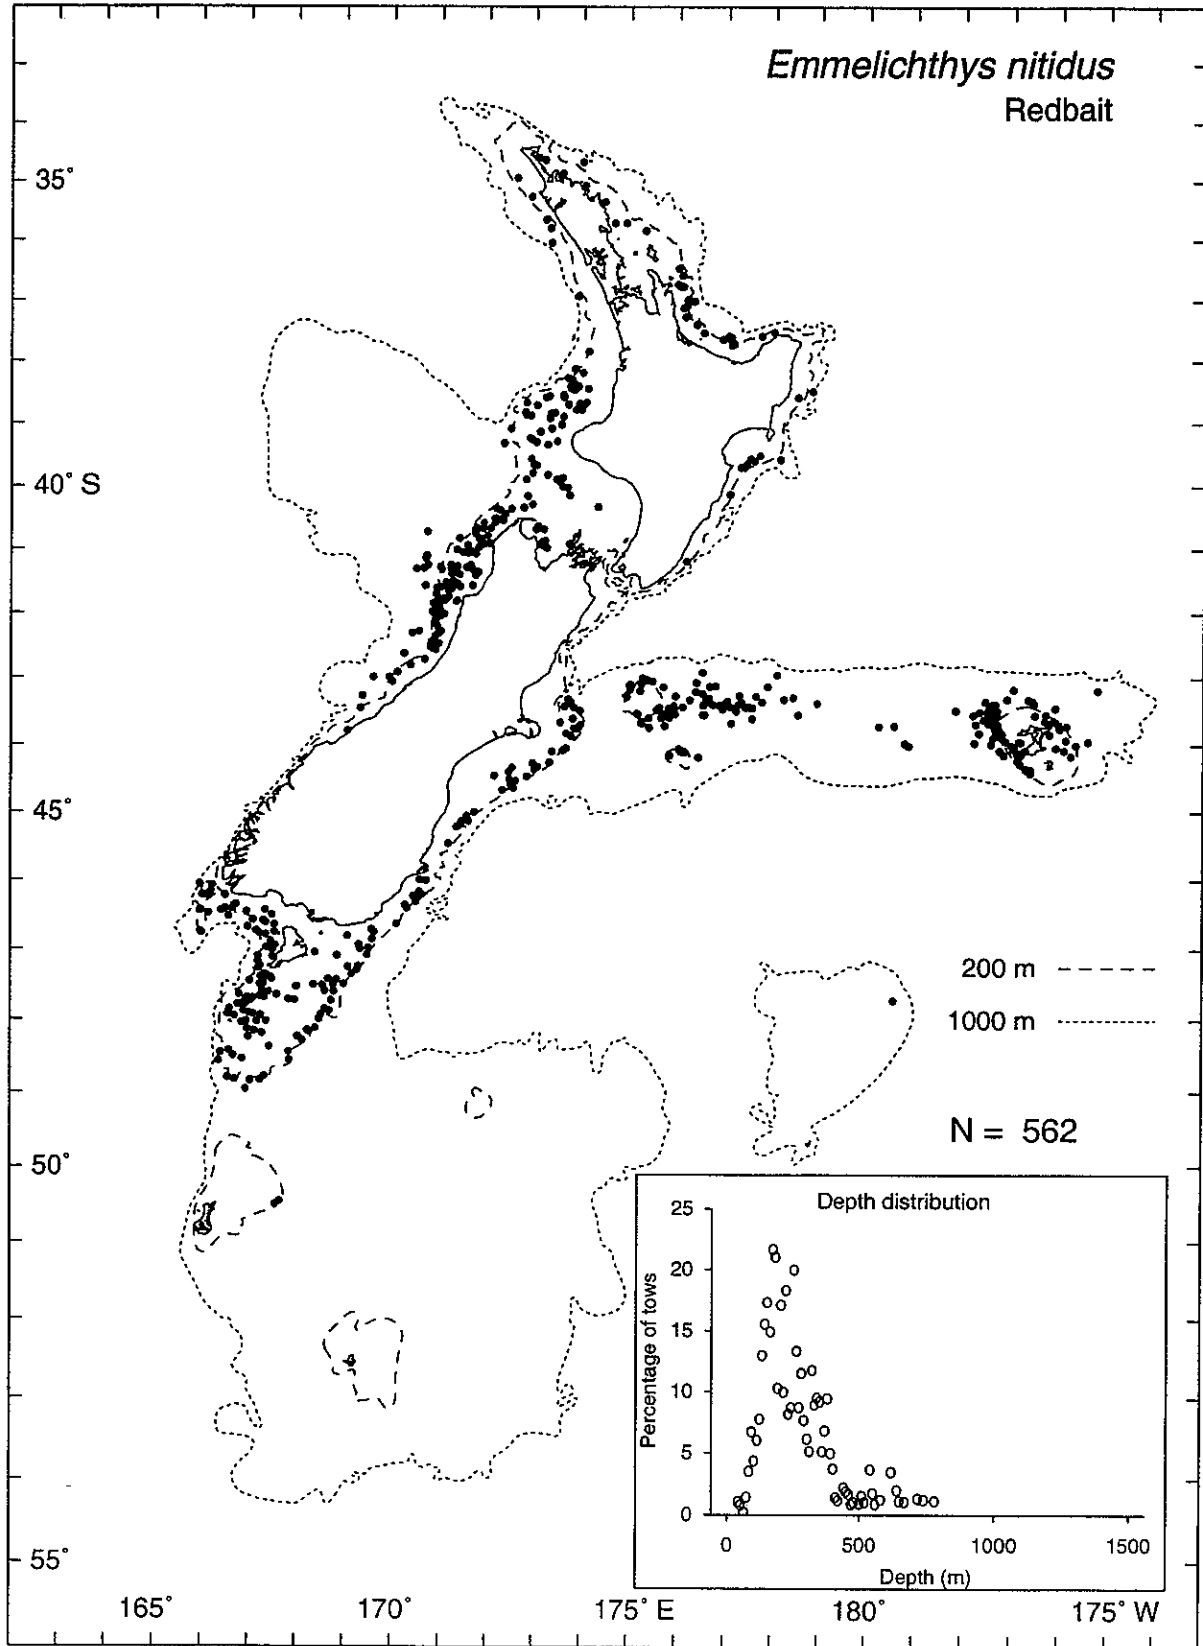 Emmelichthys nitidus
Redbait
35°
40° S
45°
50°
55°
200 m
1000 m
N = 562
Depth distribution
25
20
15
10
5
0
Percentage of tows
0 500 1000 1500
Depth (m)
165° 170° 175° E 180° 175° W